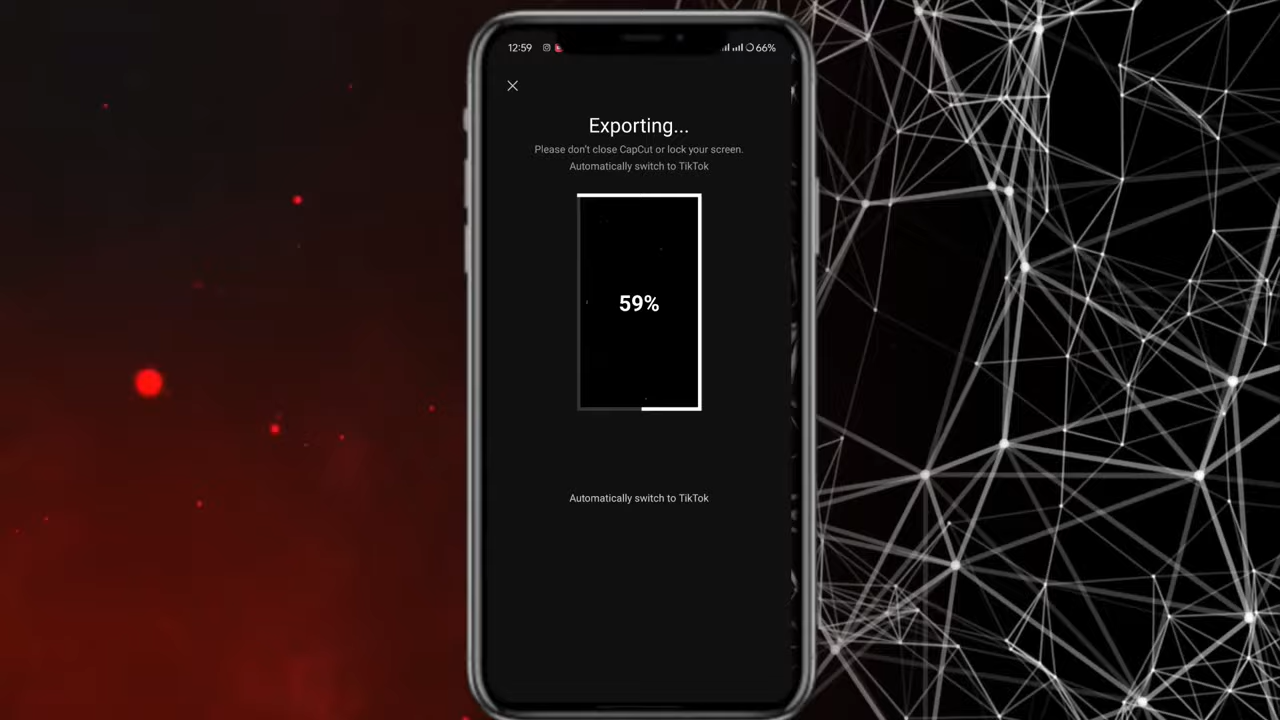 12:59 66%
Exporting...
Please don't close CapCut or lock your screen.
Automatically switch to TikTok
59%
Automatically switch to TikTok